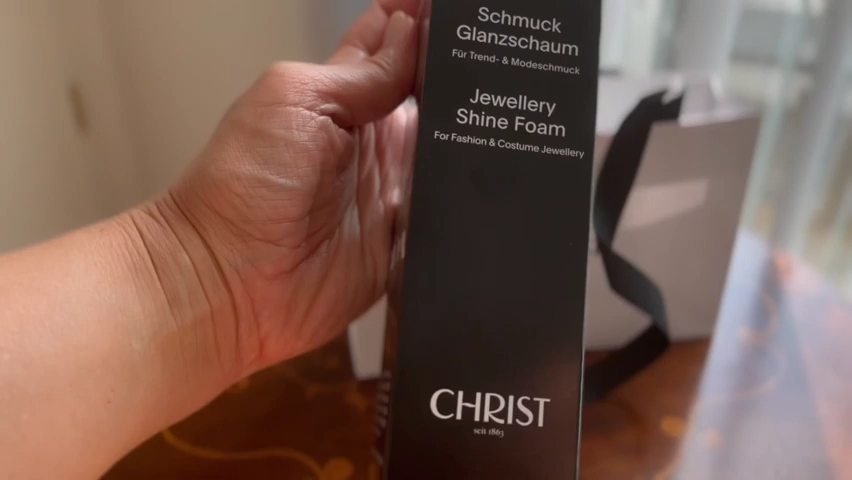 Schmuck
Glanzschaum
Für Trend- & Modeschmuck
Jewellery
Shine Foam
For Fashion & Costume Jewellery
CHRIST
seit 1863